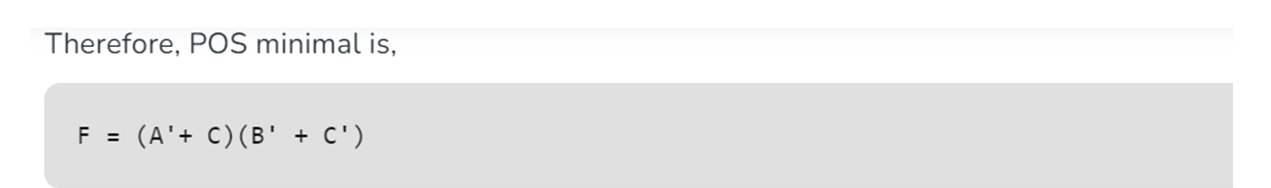 Therefore, POS minimal is,
F = (A'+ C)(B' + C')